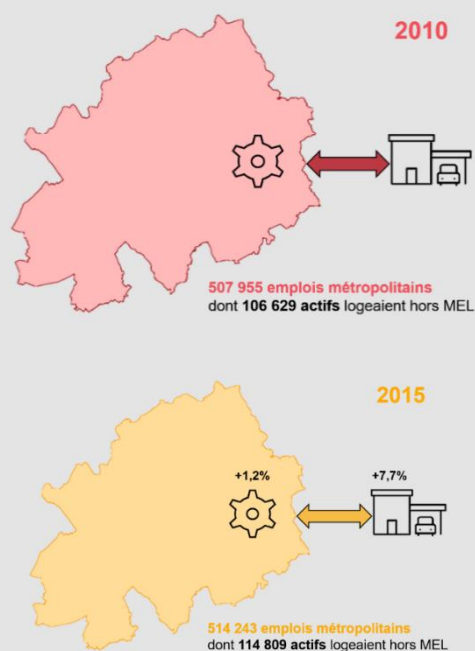 2010
507 955 emplois métropolitains
dont 106 629 actifs logeaient hors MEL
2015
+1,2%
+7,7%
514 243 emplois métropolitains
dont 114 809 actifs logeaient hors MEL